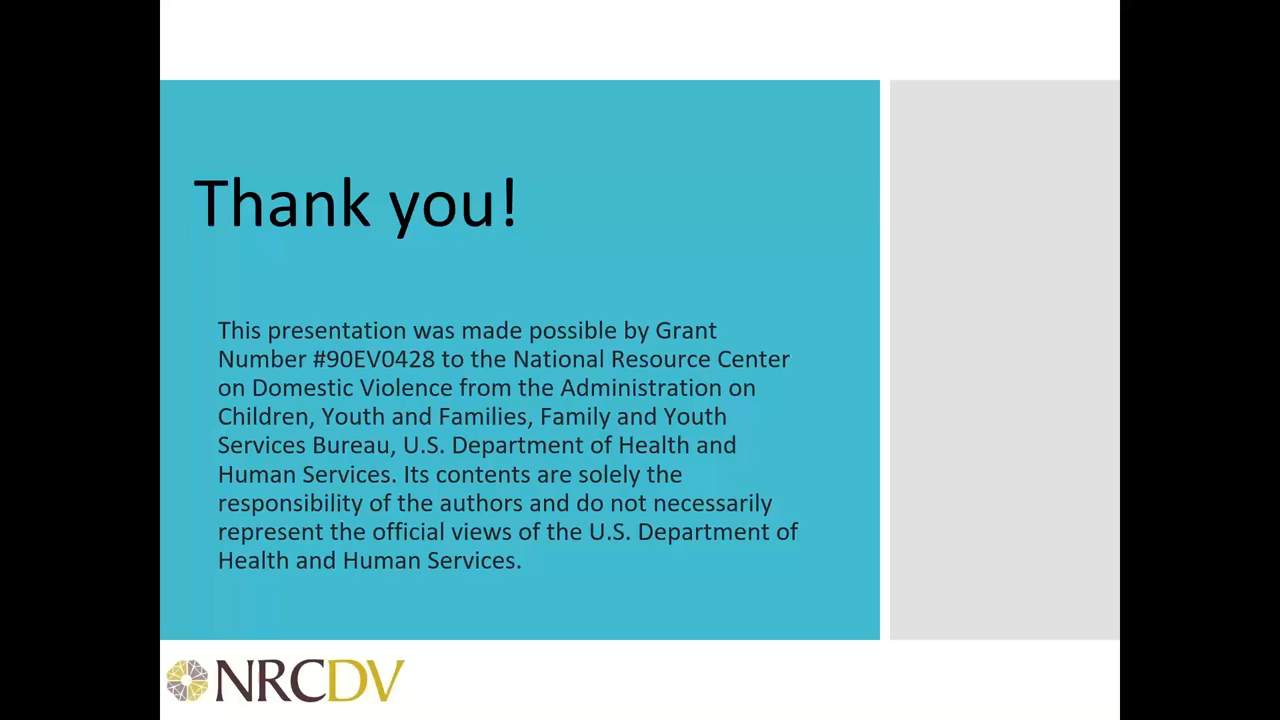 Thank you!
This presentation was made possible by Grant
Number #90EV0428 to the National Resource Center
on Domestic Violence from the Administration on
Children, Youth and Families, Family and Youth
Services Bureau, U.S. Department of Health and
Human Services. Its contents are solely the
responsibility of the authors and do not necessarily
represent the official views of the U.S. Department of
Health and Human Services.
NRCDV